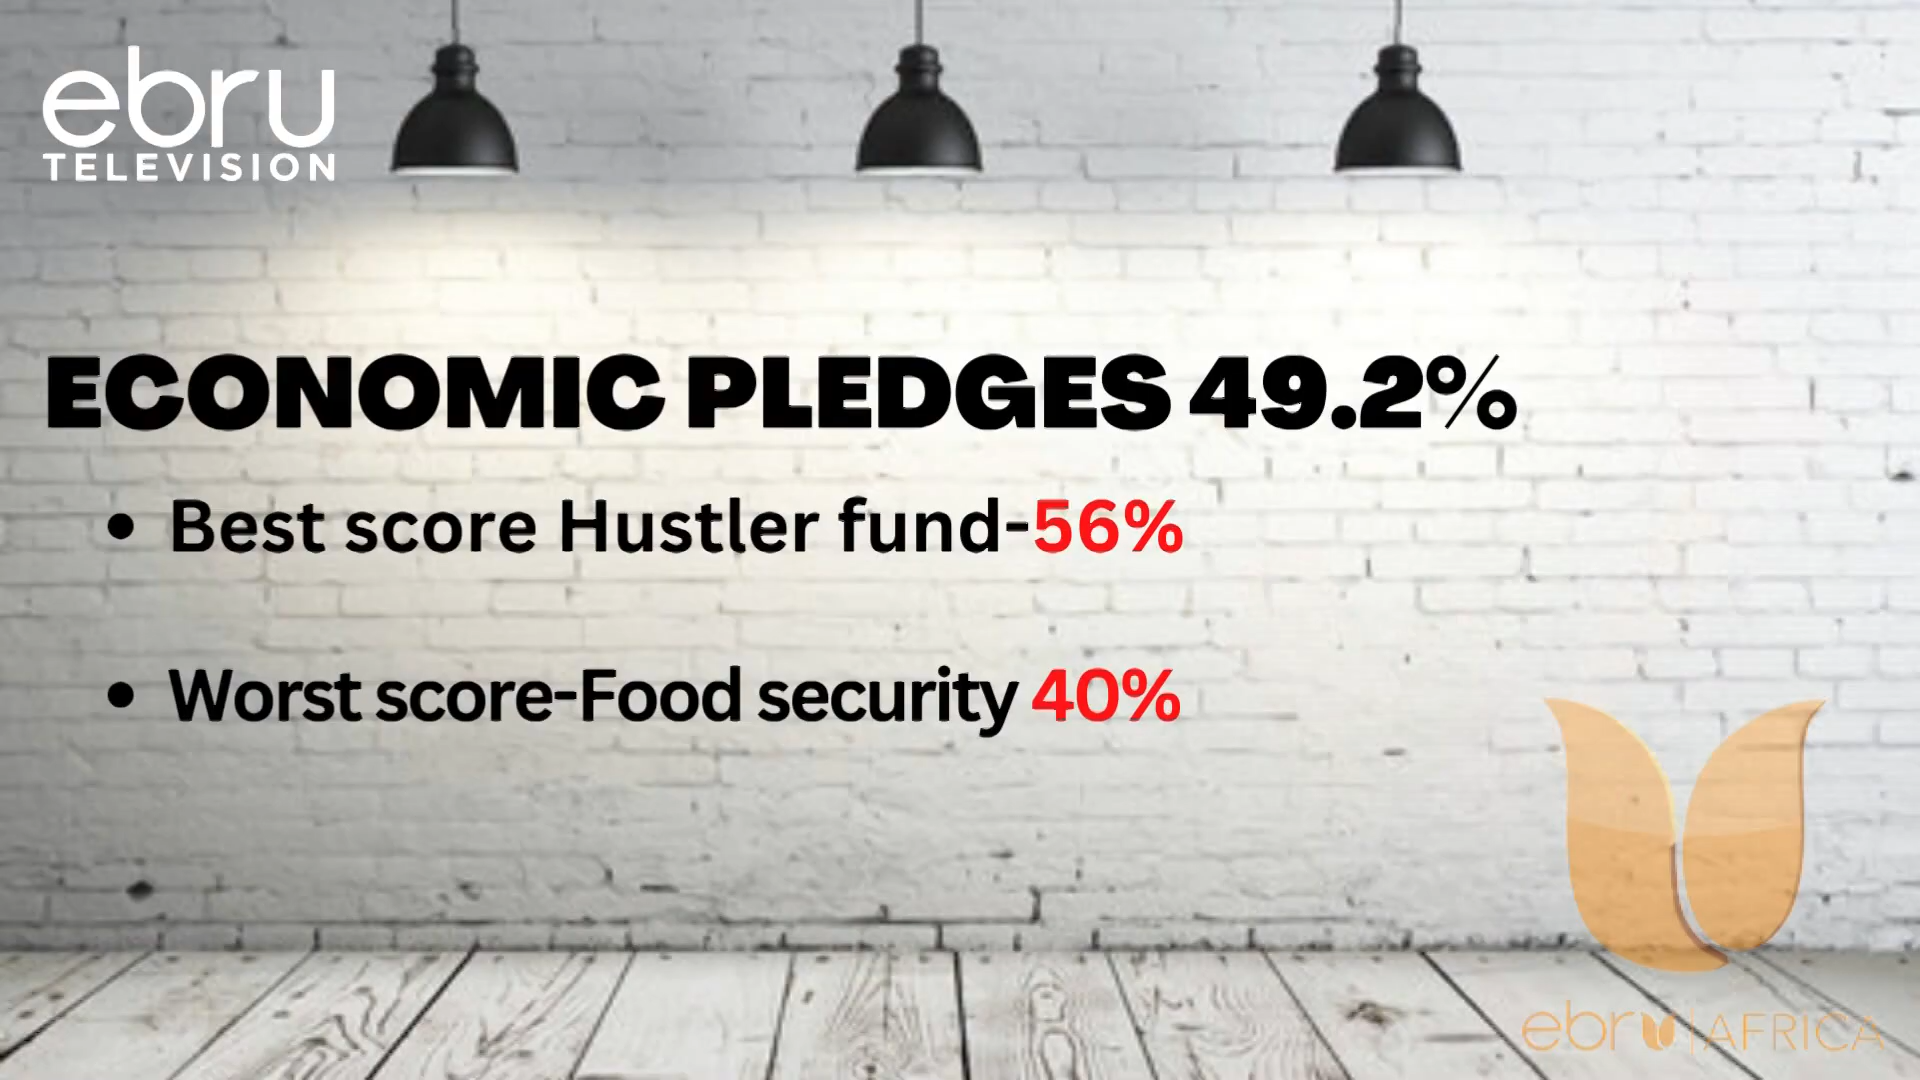 ebru
TELEVISION
ECONOMIC PLEDGES 49.2%
• Best score Hustler fund-56%
• Worst score-Food security 40%
ebru | AFRICA